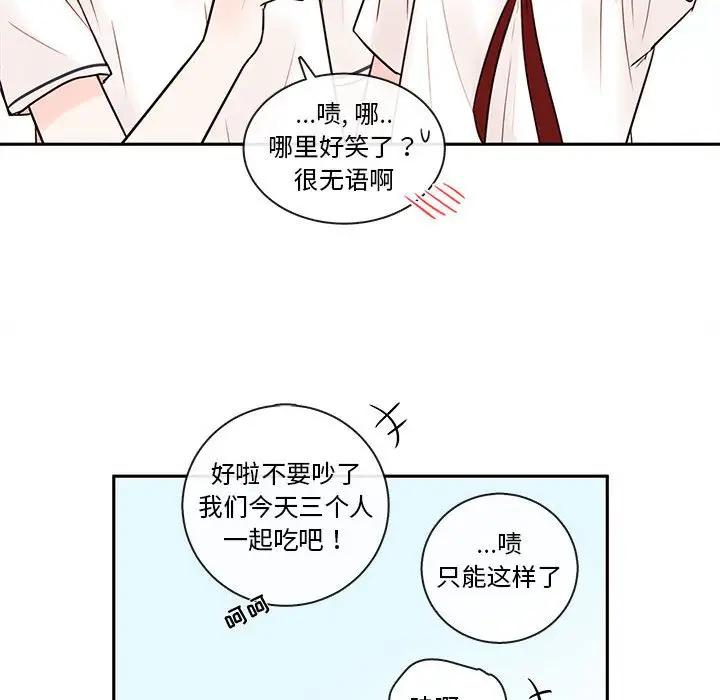 ...啧, 哪..
哪里好笑了？
很无语啊
好啦不要吵了
我们今天三个人
一起吃吧！
呵呵
...啧
只能这样了